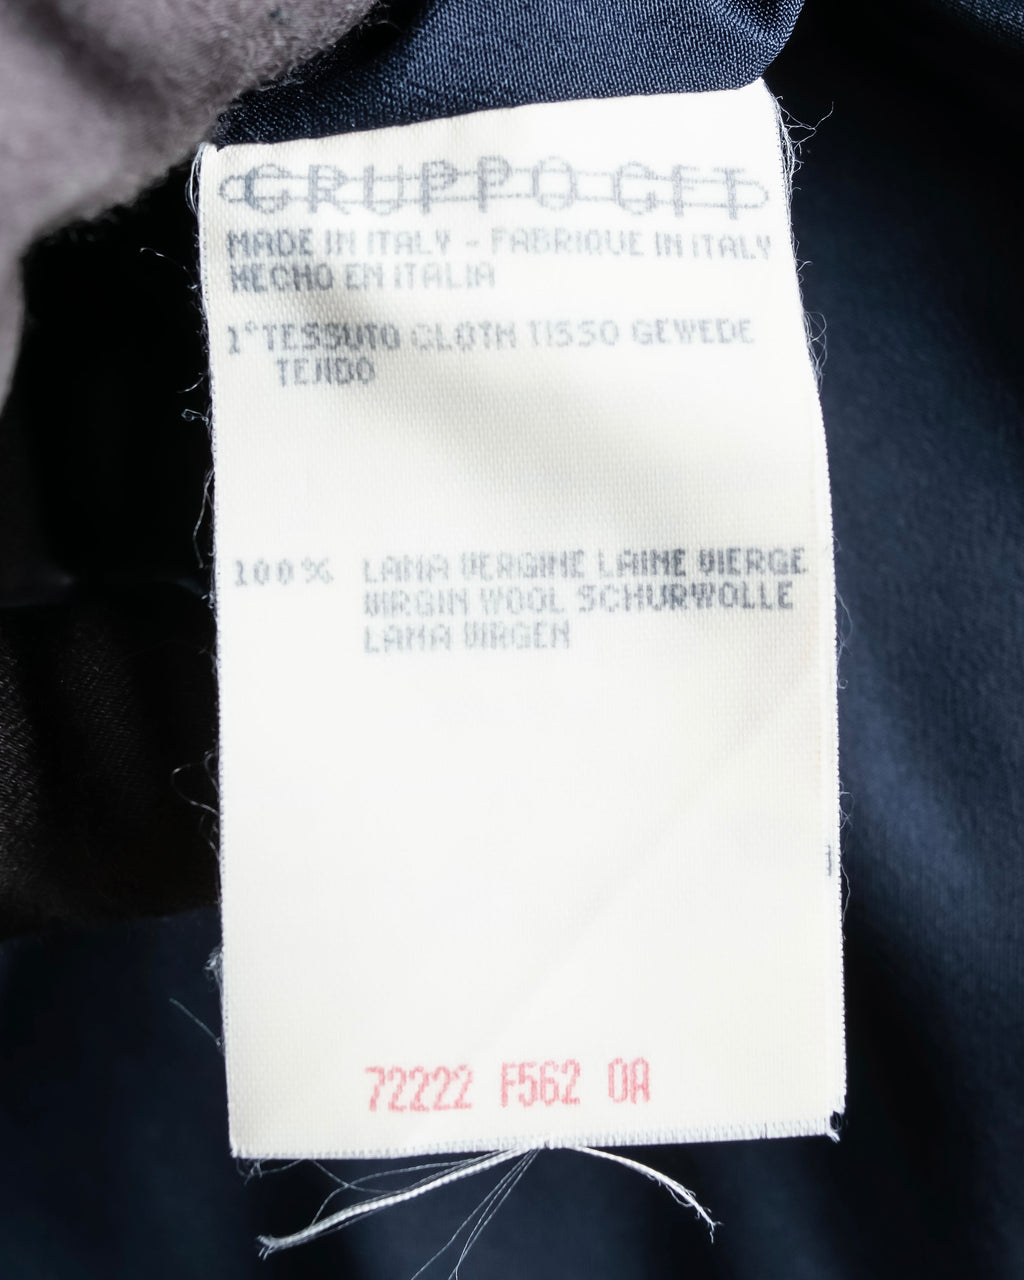 GRUPPO GFT
MADE IN ITALY - FABRIQUE IN ITALY
HECHO EN ITALIA
1° TESSUTO CLOTH TISSO GEWEDE
TEJIDO
100% LANA VERGINE LAINE VIERGE
VIRGIN WOOL SCHURWOLLE
LANA VIRGEN
72222 F562 0A